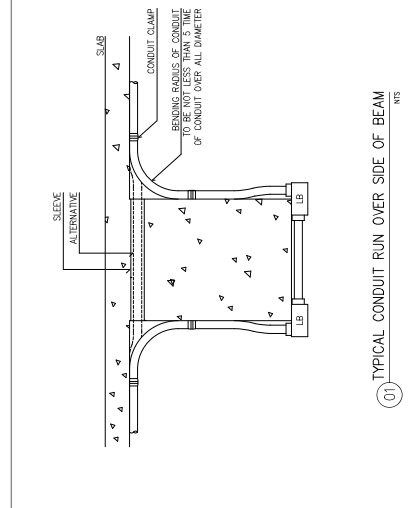 SLAB
SLEEVE
ALTERNATIVE
CONDUIT CLAMP
BENDING RADIUS OF CONDUIT
TO BE NOT LESS THAN 5 TIME
OF CONDUIT OVER ALL DIAMETER
LB
LB
01 TYPICAL CONDUIT RUN OVER SIDE OF BEAM
NTS